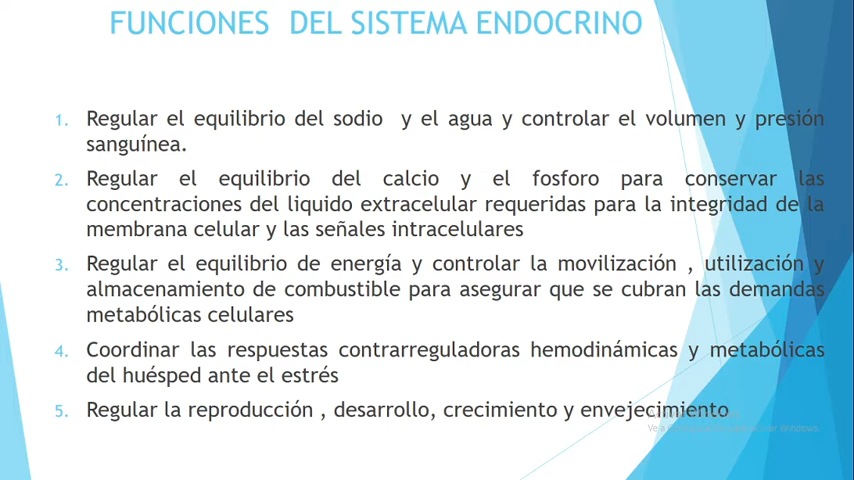 FUNCIONES DEL SISTEMA ENDOCRINO
1. Regular el equilibrio del sodio y el agua y controlar el volumen y presión
sanguínea.
2. Regular el equilibrio del calcio y el fosforo para conservar las
concentraciones del liquido extracelular requeridas para la integridad de la
membrana celular y las señales intracelulares
3. Regular el equilibrio de energía y controlar la movilización , utilización y
almacenamiento de combustible para asegurar que se cubran las demandas
metabólicas celulares
4. Coordinar las respuestas contrarreguladoras hemodinámicas y metabólicas
del huésped ante el estrés
5. Regular la reproducción , desarrollo, crecimiento y envejecimiento
Windows